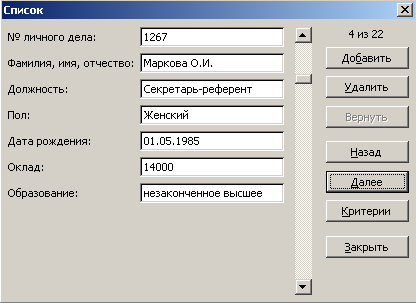 Список
4 из 22
№ личного дела: 1267
Добавить
Фамилия, имя, отчество: Маркова О.И.
Должность: Секретарь-референт
Удалить
Пол: Женский
Вернуть
Дата рождения: 01.05.1985
Назад
Оклад: 14000
Далее
Образование: незаконченное высшее
Критерии
Закрыть